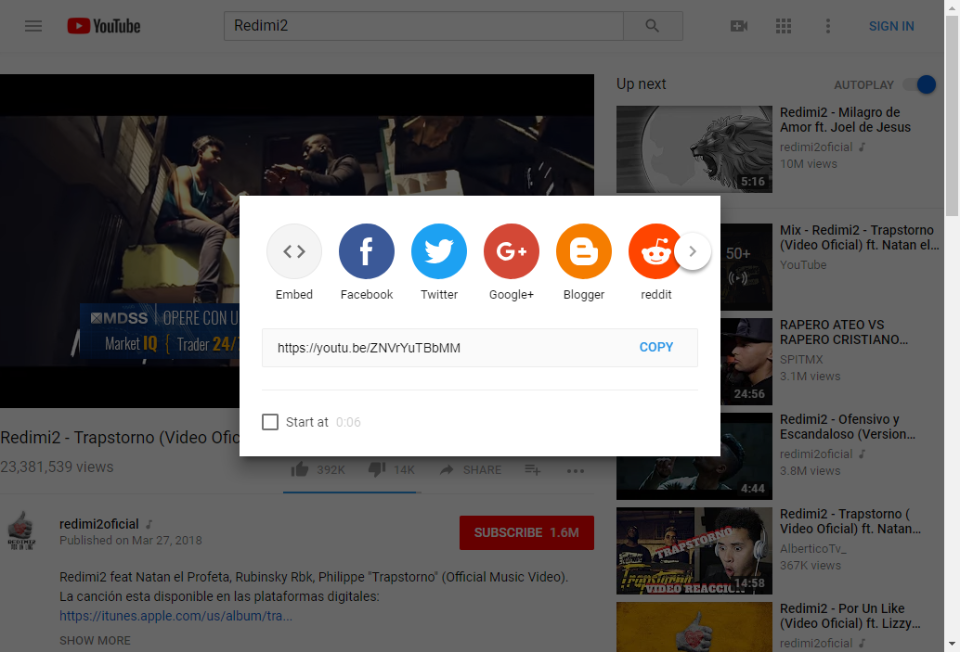 YouTube
Redimi2
SIGN IN
Up next
AUTOPLAY
Redimi2 - Milagro de
Amor ft. Joel de Jesus
redimi2oficial
10M views
5:16
50+
Mix - Redimi2 - Trapstorno
(Video Oficial) ft. Natan el...
YouTube
RAPERO ATEO VS
RAPERO CRISTIANO...
SPITMX
3.1M views
24:56
Redimi2 - Ofensivo y
Escandaloso (Version...
redimi2oficial
3.8M views
4:44
Redimi2 - Trapstorno (
Video Oficial) ft. Natan...
AlberticoTv_
367K views
TRAPSTORNO
Trapstorno
VIDEO REACCI...
14:58
Redimi2 - Por Un Like
(Video Oficial) ft. Lizzy...
redimi2oficial
Embed
Facebook
Twitter
Google+
Blogger
reddit
https://youtu.be/ZNVrYuTBbMM
COPY
Start at 0:06
MDSS OPERE CON U
Market IQ { Trader 24/
Redimi2 - Trapstorno (Video Ofic
23,381,539 views
392K
14K
SHARE
redimi2oficial
Published on Mar 27, 2018
SUBSCRIBE 1.6M
Redimi2 feat Natan el Profeta, Rubinsky Rbk, Philippe "Trapstorno" (Official Music Video).
La canción esta disponible en las plataformas digitales:
https://itunes.apple.com/us/album/tra...
SHOW MORE